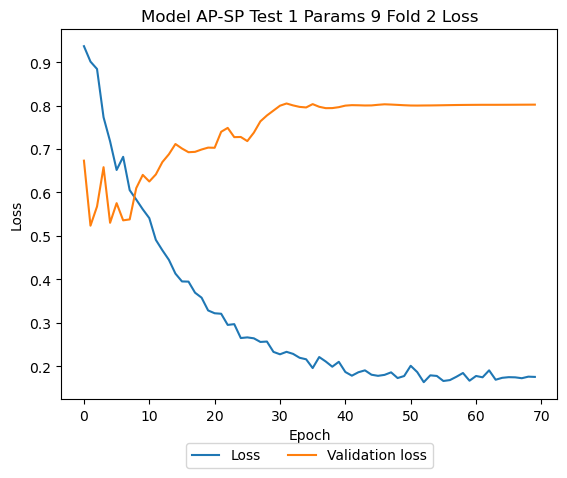 Model AP-SP Test 1 Params 9 Fold 2 Loss
0.9
0.8
0.7
0.6
0.5
0.4
0.3
0.2
Loss
0 10 20 30 40 50 60 70
Epoch
Loss Validation loss